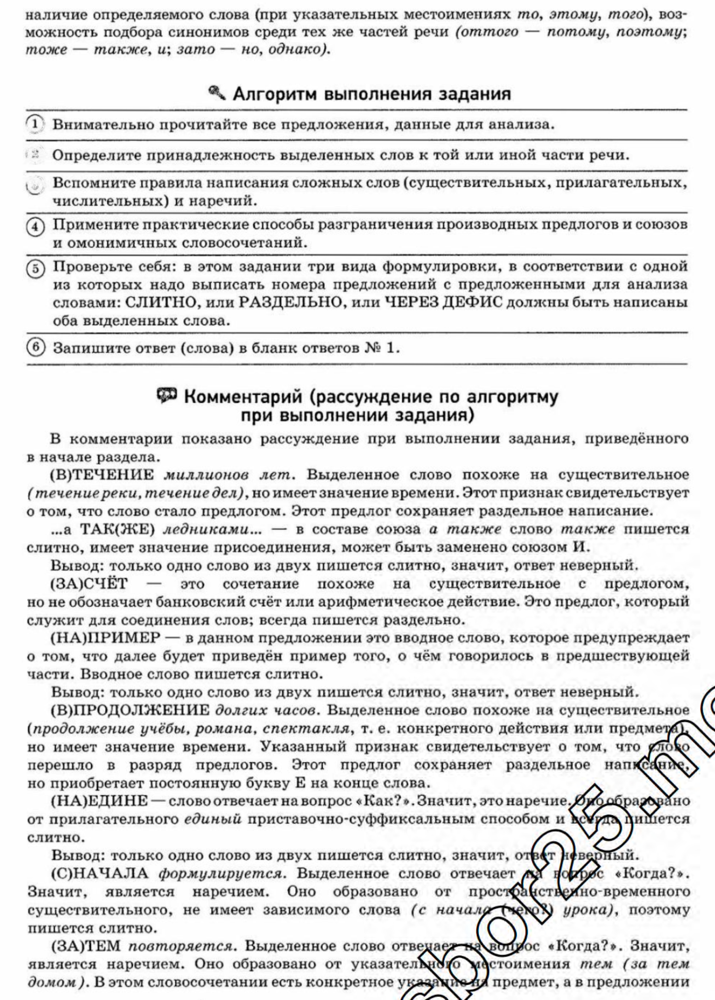 наличие определяемого слова (при указательных местоимениях то, этому, того), воз-
можность подбора синонимов среди тех же частей речи (оттого — потому, поэтому;
тоже — также, и; зато — но, однако).
Алгоритм выполнения задания
1 Внимательно прочитайте все предложения, данные для анализа.
2 Определите принадлежность выделенных слов к той или иной части речи.
Вспомните правила написания сложных слов (существительных, прилагательных,
числительных) и наречий.
4 Примените практические способы разграничения производных предлогов и союзов
и омонимичных словосочетаний.
5 Проверьте себя: в этом задании три вида формулировки, в соответствии с одной
из которых надо выписать номера предложений с предложенными для анализа
словами: СЛИТНО, или РАЗДЕЛЬНО, или ЧЕРЕЗ ДЕФИС должны быть написаны
оба выделенных слова.
6 Запишите ответ (слова) в бланк ответов № 1.
Комментарий (рассуждение по алгоритму
при выполнении задания)
В комментарии показано рассуждение при выполнении задания, приведённого
в начале раздела.
(В)ТЕЧЕНИЕ миллионов лет. Выделенное слово похоже на существительное
(течение реки, течение дел), но имеет значение времени. Этот признак свидетельствует
о том, что слово стало предлогом. Этот предлог сохраняет раздельное написание.
...а ТАК(ЖЕ) ледниками... — в составе союза а также слово также пишется
слитно, имеет значение присоединения, может быть заменено союзом И.
Вывод: только одно слово из двух пишется слитно, значит, ответ неверный.
(ЗА)СЧЁТ — это сочетание похоже на существительное с предлогом,
но не обозначает банковский счёт или арифметическое действие. Это предлог, который
служит для соединения слов; всегда пишется раздельно.
(НА)ПРИМЕР — в данном предложении это вводное слово, которое предупреждает
о том, что далее будет приведён пример того, о чём говорилось в предшествующей
части. Вводное слово пишется слитно.
Вывод: только одно слово из двух пишется слитно, значит, ответ неверный.
(В)ПРОДОЛЖЕНИЕ долгих часов. Выделенное слово похоже на существительное
(продолжение учёбы, романа, спектакля, т. е. конкретного действия или предмета),
но имеет значение времени. Указанный признак свидетельствует о том, что слово
перешло в разряд предлогов. Этот предлог сохраняет раздельное написание,
но приобретает постоянную букву Е на конце слова.
(НА)ЕДИНЕ — слово отвечает на вопрос «Как?». Значит, это наречие. Оно образовано
от прилагательного единый приставочно-суффиксальным способом и всегда пишется
слитно.
Вывод: только одно слово из двух пишется слитно, значит, ответ неверный.
(С)НАЧАЛА формулируется. Выделенное слово отвечает на вопрос «Когда?».
Значит, является наречием. Оно образовано от пространственно-временного
существительного, не имеет зависимого слова (с начала (чего?) урока), поэтому
пишется слитно.
(ЗА)ТЕМ повторяется. Выделенное слово отвечает на вопрос «Когда?». Значит,
является наречием. Оно образовано от указательного местоимения тем (за тем
домом). В этом словосочетании есть конкретное указание на предмет, а в предложении